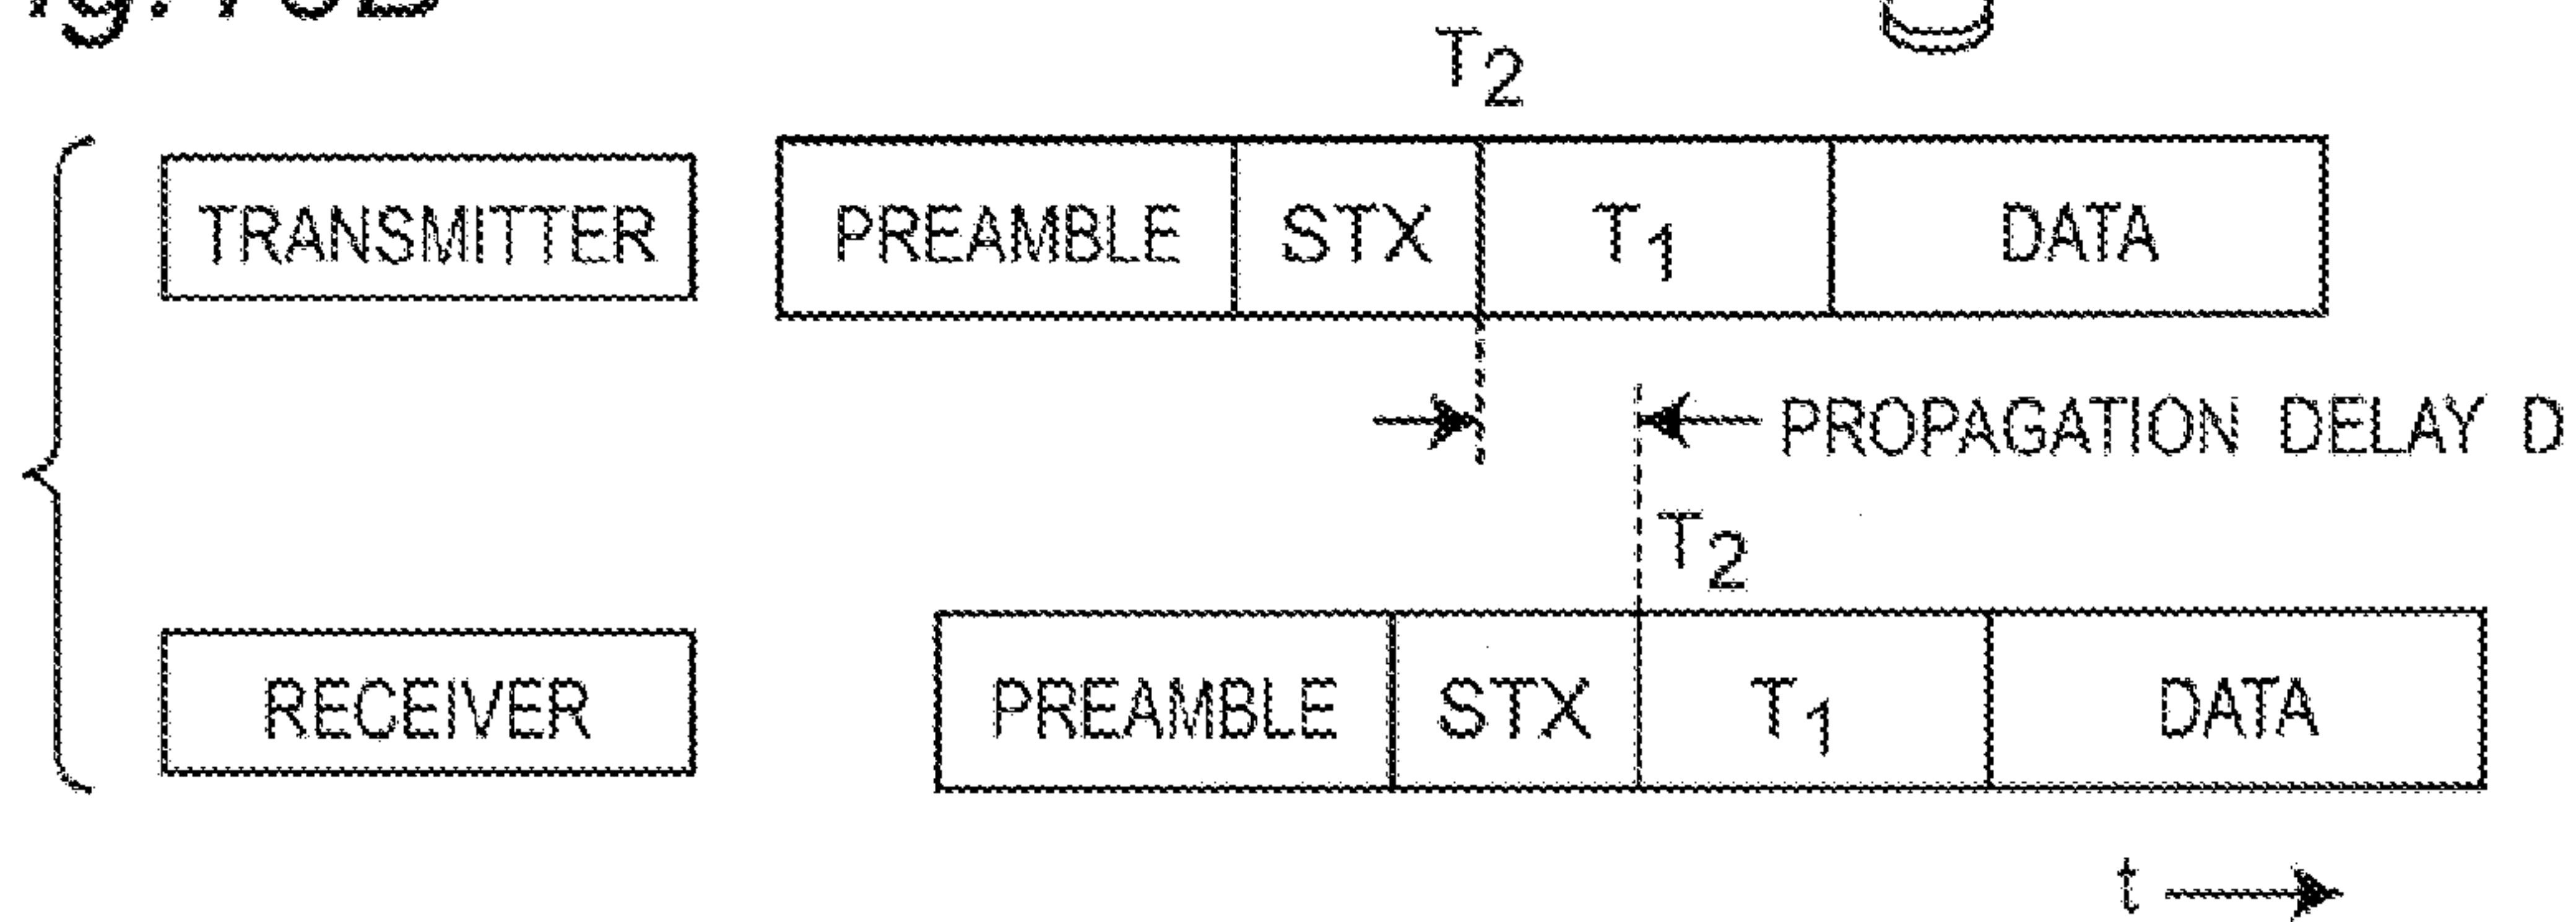 T2
TRANSMITTER PREAMBLE STX T1 DATA
PROPAGATION DELAY D
T2
RECEIVER PREAMBLE STX T1 DATA
t